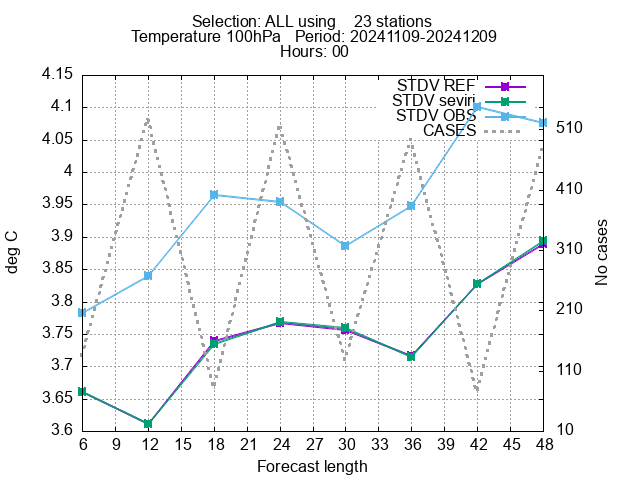 Selection: ALL using    23 stations
Temperature 100hPa   Period: 20241109-20241209
Hours: 00
4.15
4.1
4.05
4
3.95
3.9
3.85
3.8
3.75
3.7
3.65
3.6
deg C
STDV REF
STDV seviri
STDV OBS
CASES
510
410
310
210
110
10
No cases
6 9 12 15 18 21 24 27 30 33 36 39 42 45 48
Forecast length